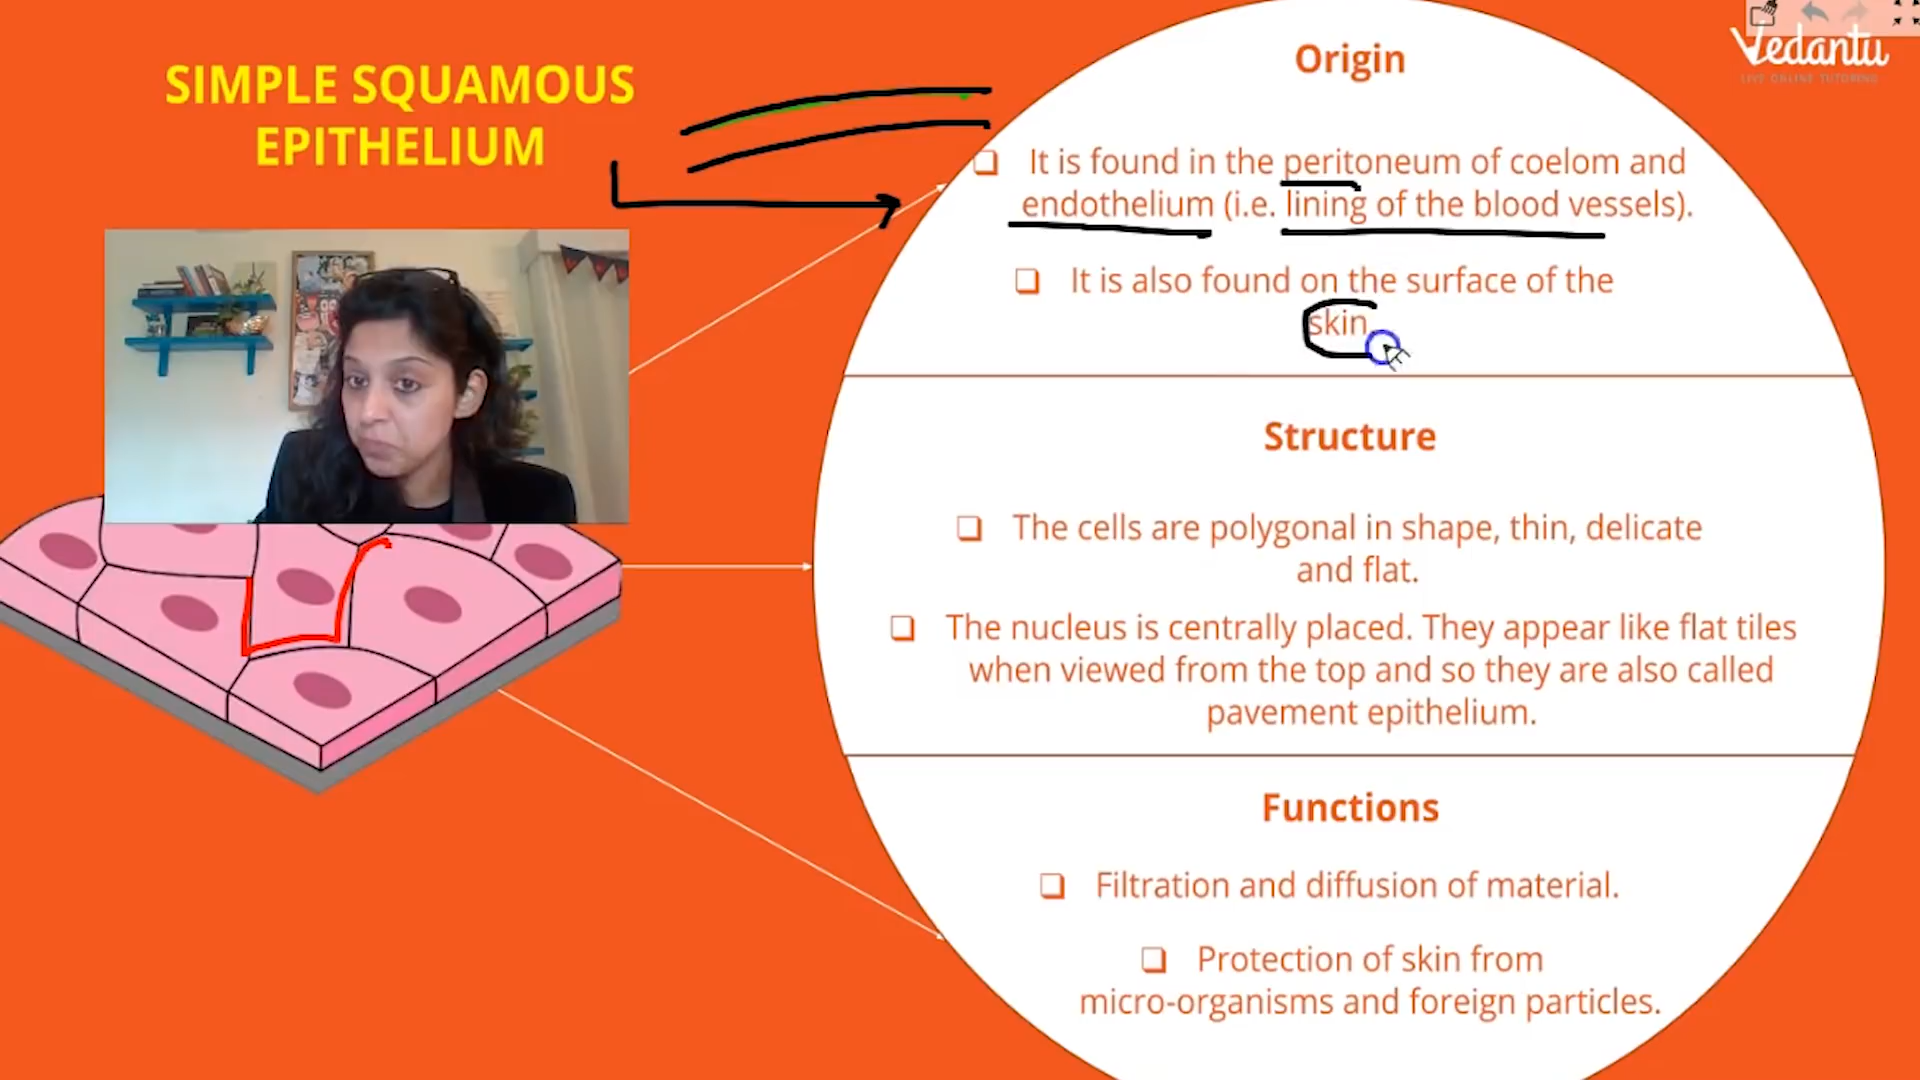 SIMPLE SQUAMOUS
EPITHELIUM
Vedantu
LIVE ONLINE TUTORING
Origin
❑ It is found in the peritoneum of coelom and
endothelium (i.e. lining of the blood vessels).
❑ It is also found on the surface of the
skin.
Structure
❑ The cells are polygonal in shape, thin, delicate
and flat.
❑ The nucleus is centrally placed. They appear like flat tiles
when viewed from the top and so they are also called
pavement epithelium.
Functions
❑ Filtration and diffusion of material.
❑ Protection of skin from
micro-organisms and foreign particles.